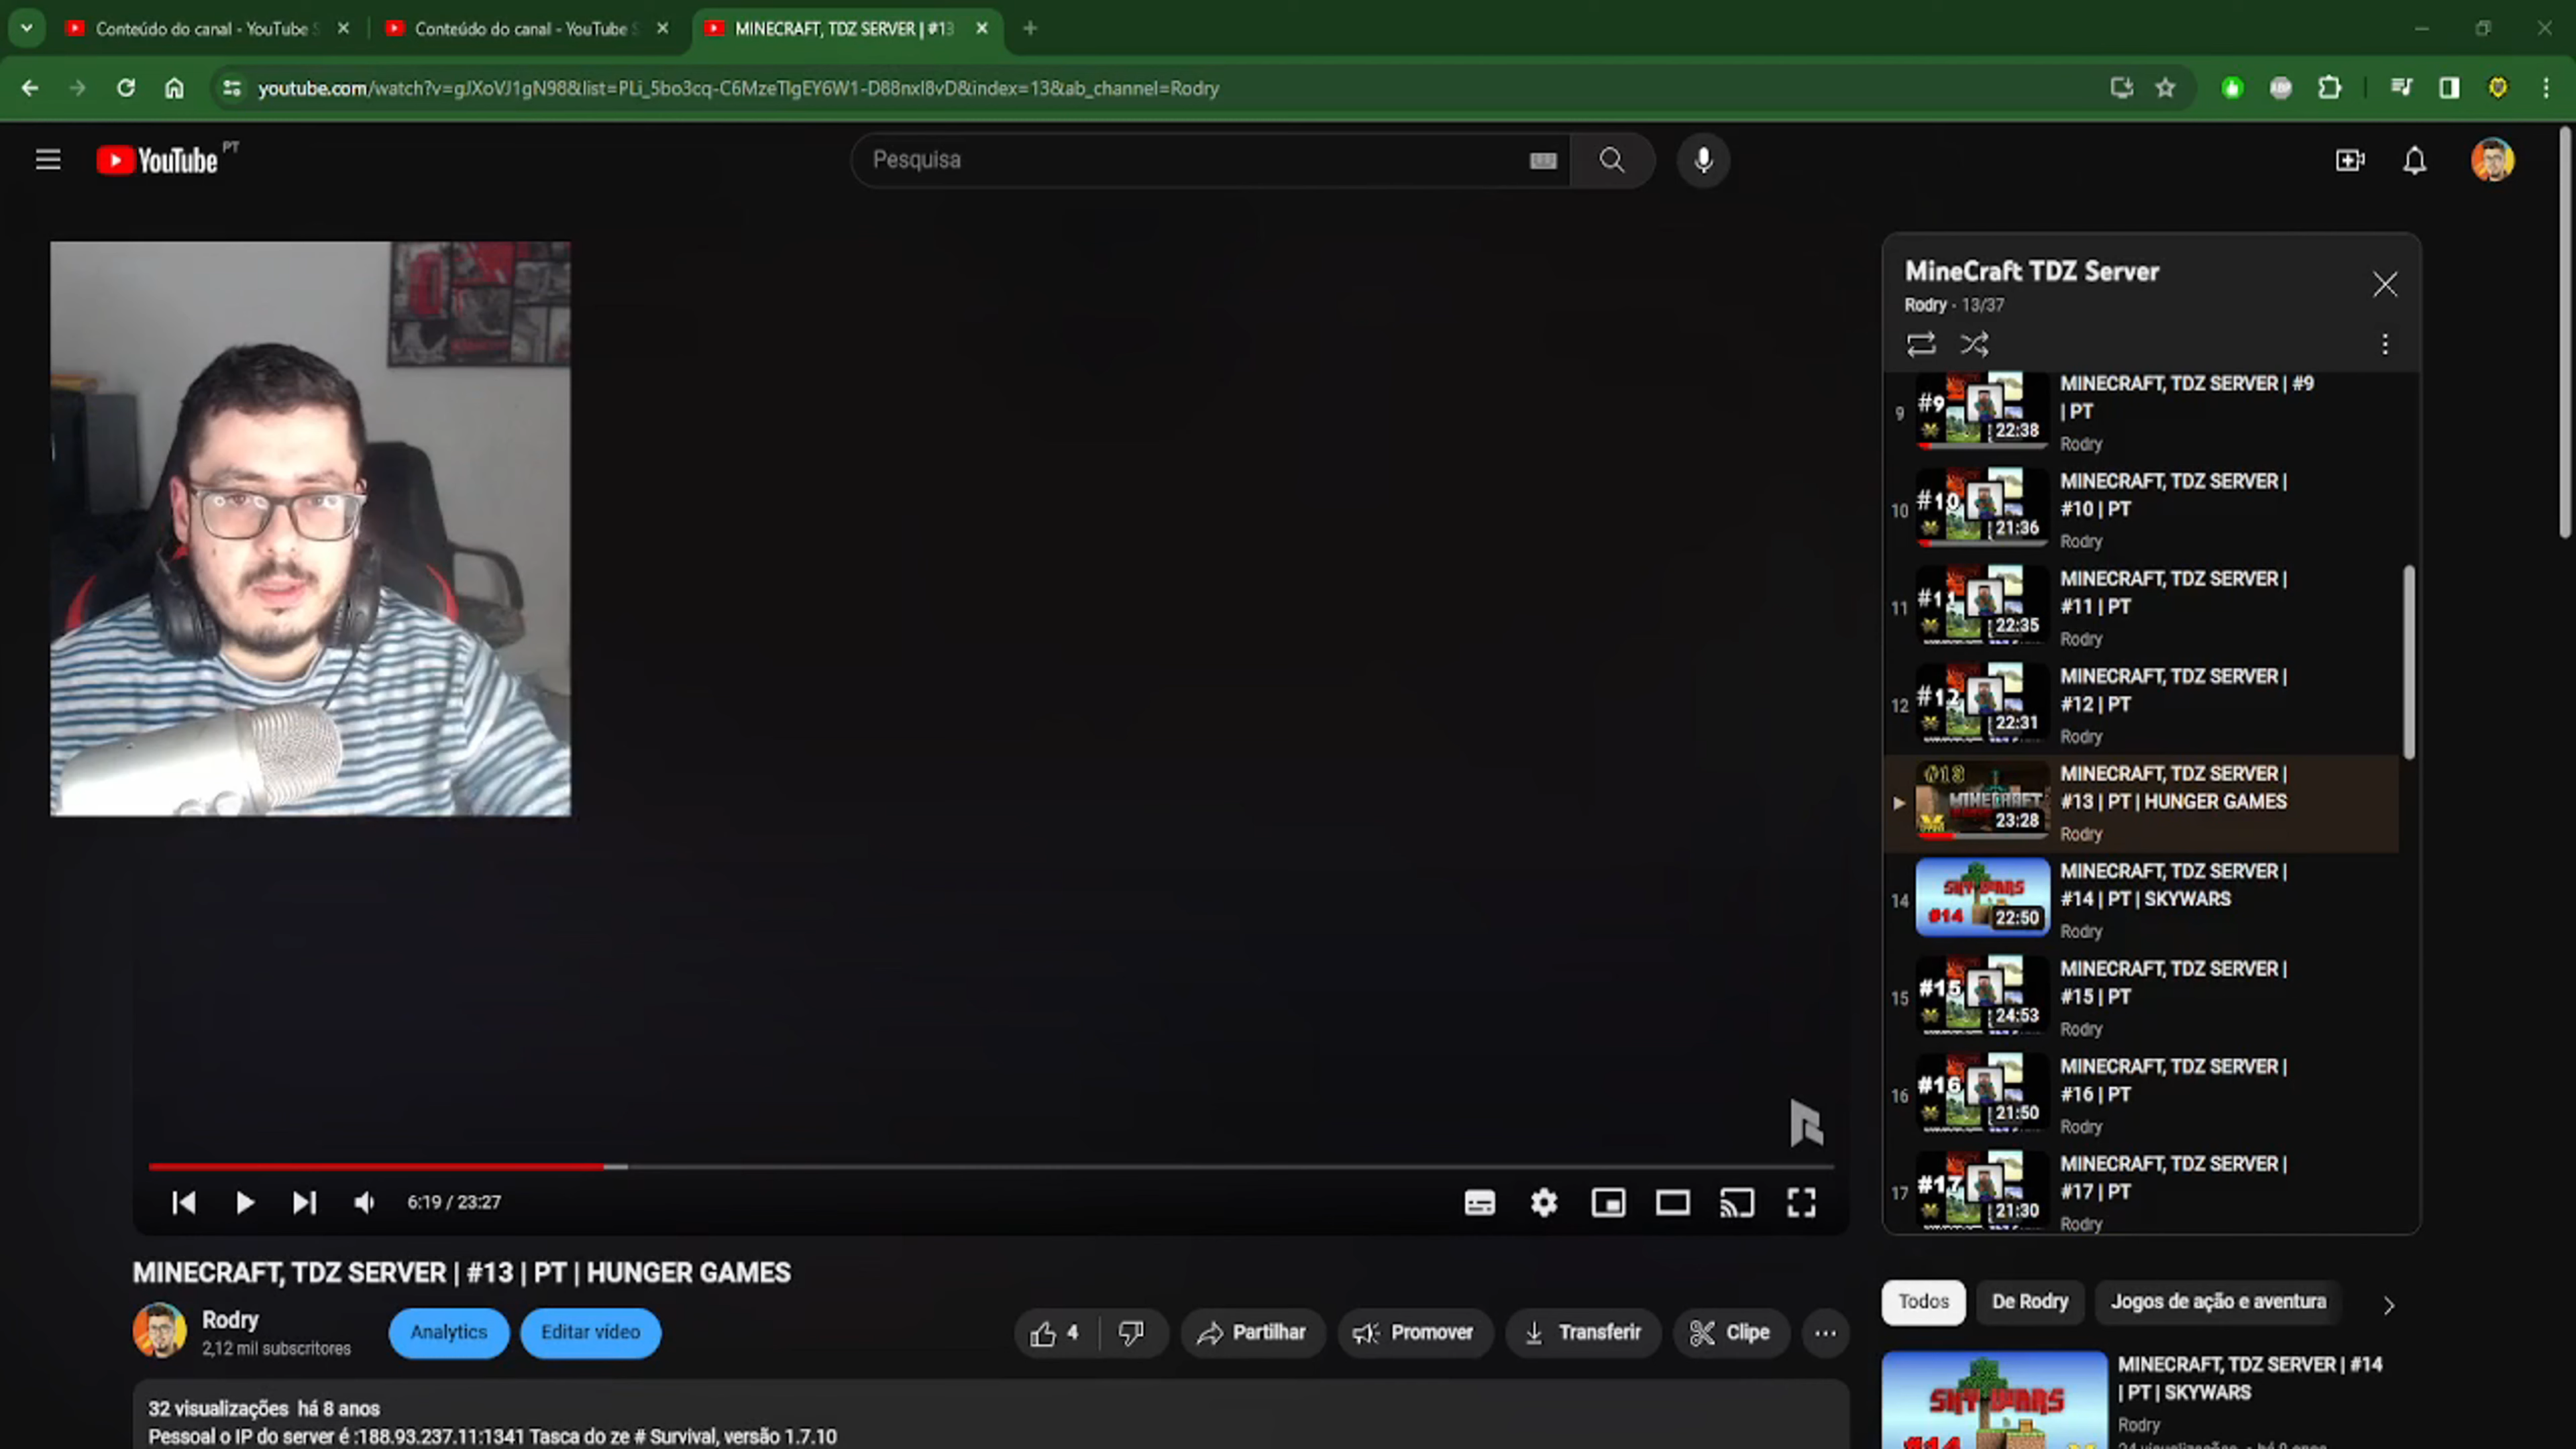 Conteúdo do canal - YouTube S
Conteúdo do canal - YouTube S
MINECRAFT, TDZ SERVER | #13
youtube.com/watch?v=gJXoVJ1gN98&list=PLi_5bo3cq-C6MzeTlgEY6W1-D88nxl8vD&index=13&ab_channel=Rodry
YouTube PT
Pesquisa
MineCraft TDZ Server
Rodry - 13/37
9
#9
22:38
MINECRAFT, TDZ SERVER | #9
| PT
Rodry
10
#10
21:36
MINECRAFT, TDZ SERVER |
#10 | PT
Rodry
11
#11
22:35
MINECRAFT, TDZ SERVER |
#11 | PT
Rodry
12
#12
22:31
MINECRAFT, TDZ SERVER |
#12 | PT
Rodry
#13
MINECRAFT
23:28
MINECRAFT, TDZ SERVER |
#13 | PT | HUNGER GAMES
Rodry
14
SKY WARS
#14
22:50
MINECRAFT, TDZ SERVER |
#14 | PT | SKYWARS
Rodry
15
#15
24:53
MINECRAFT, TDZ SERVER |
#15 | PT
Rodry
16
#16
21:50
MINECRAFT, TDZ SERVER |
#16 | PT
Rodry
17
#17
21:30
MINECRAFT, TDZ SERVER |
#17 | PT
Rodry
6:19 / 23:27
MINECRAFT, TDZ SERVER | #13 | PT | HUNGER GAMES
Rodry
2,12 mil subscritores
Analytics
Editar vídeo
4
Partilhar
Promover
Transferir
Clipe
32 visualizações há 8 anos
Pessoal o IP do server é :188.93.237.11:1341 Tasca do ze # Survival, versão 1.7.10
Todos
De Rodry
Jogos de ação e aventura
SKY WARS
#14
MINECRAFT, TDZ SERVER | #14
| PT | SKYWARS
Rodry